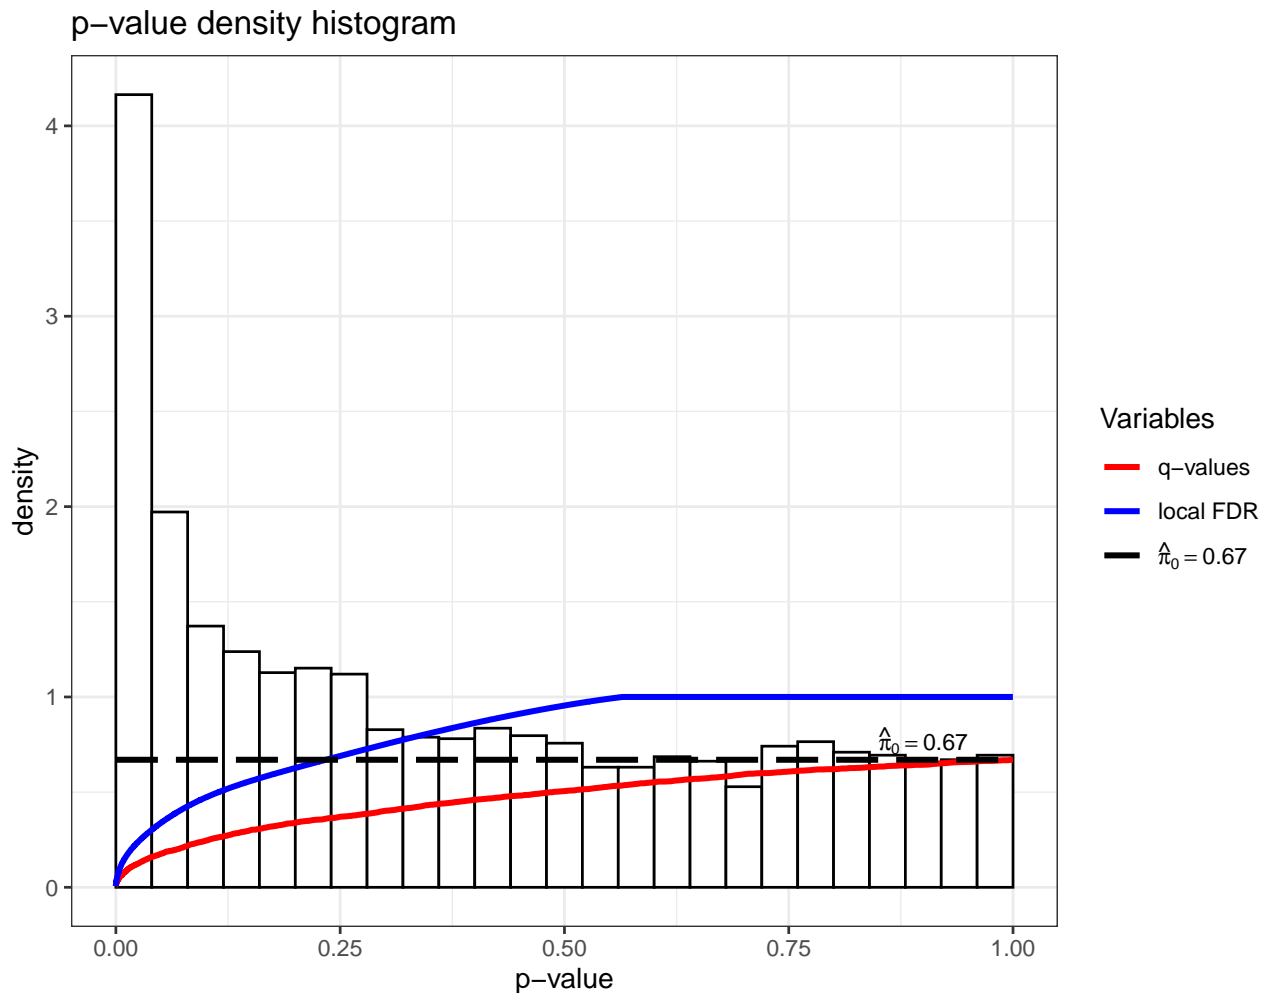 p−value density histogram
4
3
2
1
0
density
π̂₀ = 0.67
0.00
0.25
0.50
0.75
1.00
p−value
Variables
q−values
local FDR
π̂₀ = 0.67